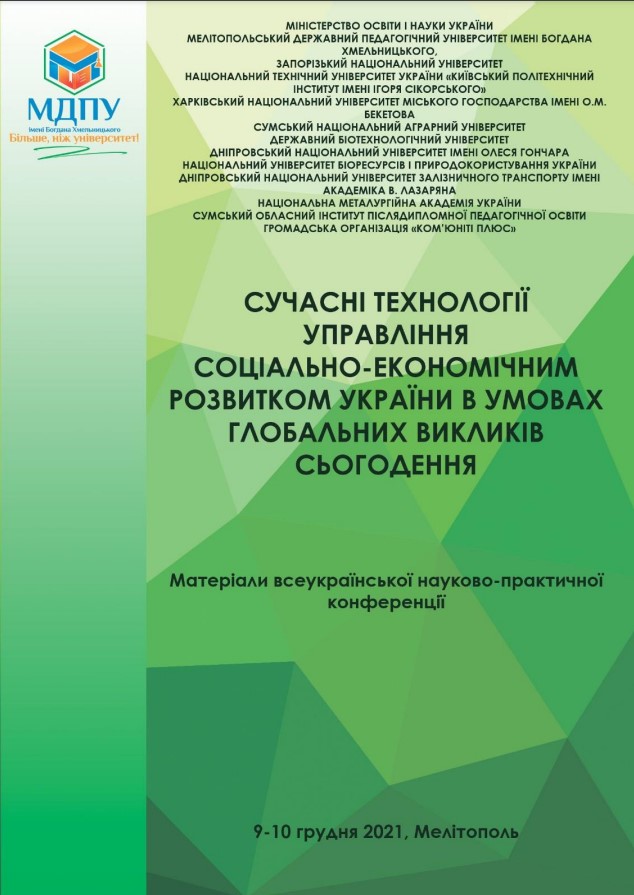 МДПУ
імені Богдана Хмельницького
Більше, ніж університет!
МІНІСТЕРСТВО ОСВІТИ І НАУКИ УКРАЇНИ
МЕЛІТОПОЛЬСЬКИЙ ДЕРЖАВНИЙ ПЕДАГОГІЧНИЙ УНІВЕРСИТЕТ ІМЕНІ БОГДАНА
ХМЕЛЬНИЦЬКОГО,
ЗАПОРІЗЬКИЙ НАЦІОНАЛЬНИЙ УНІВЕРСИТЕТ
НАЦІОНАЛЬНИЙ ТЕХНІЧНИЙ УНІВЕРСИТЕТ УКРАЇНИ «КИЇВСЬКИЙ ПОЛІТЕХНІЧНИЙ
ІНСТИТУТ ІМЕНІ ІГОРЯ СІКОРСЬКОГО»
ХАРКІВСЬКИЙ НАЦІОНАЛЬНИЙ УНІВЕРСИТЕТ МІСЬКОГО ГОСПОДАРСТВА ІМЕНІ О.М.
БЕКЕТОВА
СУМСЬКИЙ НАЦІОНАЛЬНИЙ АГРАРНИЙ УНІВЕРСИТЕТ
ДЕРЖАВНИЙ БІОТЕХНОЛОГІЧНИЙ УНІВЕРСИТЕТ
ДНІПРОВСЬКИЙ НАЦІОНАЛЬНИЙ УНІВЕРСИТЕТ ІМЕНІ ОЛЕСЯ ГОНЧАРА
НАЦІОНАЛЬНИЙ УНІВЕРСИТЕТ БІОРЕСУРСІВ І ПРИРОДОКОРИСТУВАННЯ УКРАЇНИ
ДНІПРОВСЬКИЙ НАЦІОНАЛЬНИЙ УНІВЕРСИТЕТ ЗАЛІЗНИЧНОГО ТРАНСПОРТУ ІМЕНІ
АКАДЕМІКА В. ЛАЗАРЯНА
НАЦІОНАЛЬНА МЕТАЛУРГІЙНА АКАДЕМІЯ УКРАЇНИ
СУМСЬКИЙ ОБЛАСНИЙ ІНСТИТУТ ПІСЛЯДИПЛОМНОЇ ПЕДАГОГІЧНОЇ ОСВІТИ
ГРОМАДСЬКА ОРГАНІЗАЦІЯ «КОМ'ЮНІТІ ПЛЮС»
СУЧАСНІ ТЕХНОЛОГІЇ
УПРАВЛІННЯ
СОЦІАЛЬНО-ЕКОНОМІЧНИМ
РОЗВИТКОМ УКРАЇНИ В УМОВАХ
ГЛОБАЛЬНИХ ВИКЛИКІВ
СЬОГОДЕННЯ
Матеріали всеукраїнської науково-практичної
конференції
9-10 грудня 2021, Мелітополь